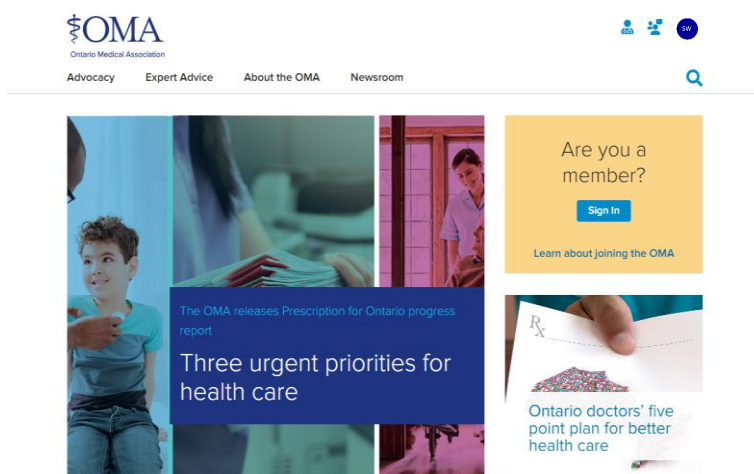 OMA
Ontario Medical Association
SW
Advocacy
Expert Advice
About the OMA
Newsroom
The OMA releases Prescription for Ontario progress
report
Three urgent priorities for
health care
Are you a
member?
Sign In
Learn about joining the OMA
Rx
Ontario doctors' five
point plan for better
health care